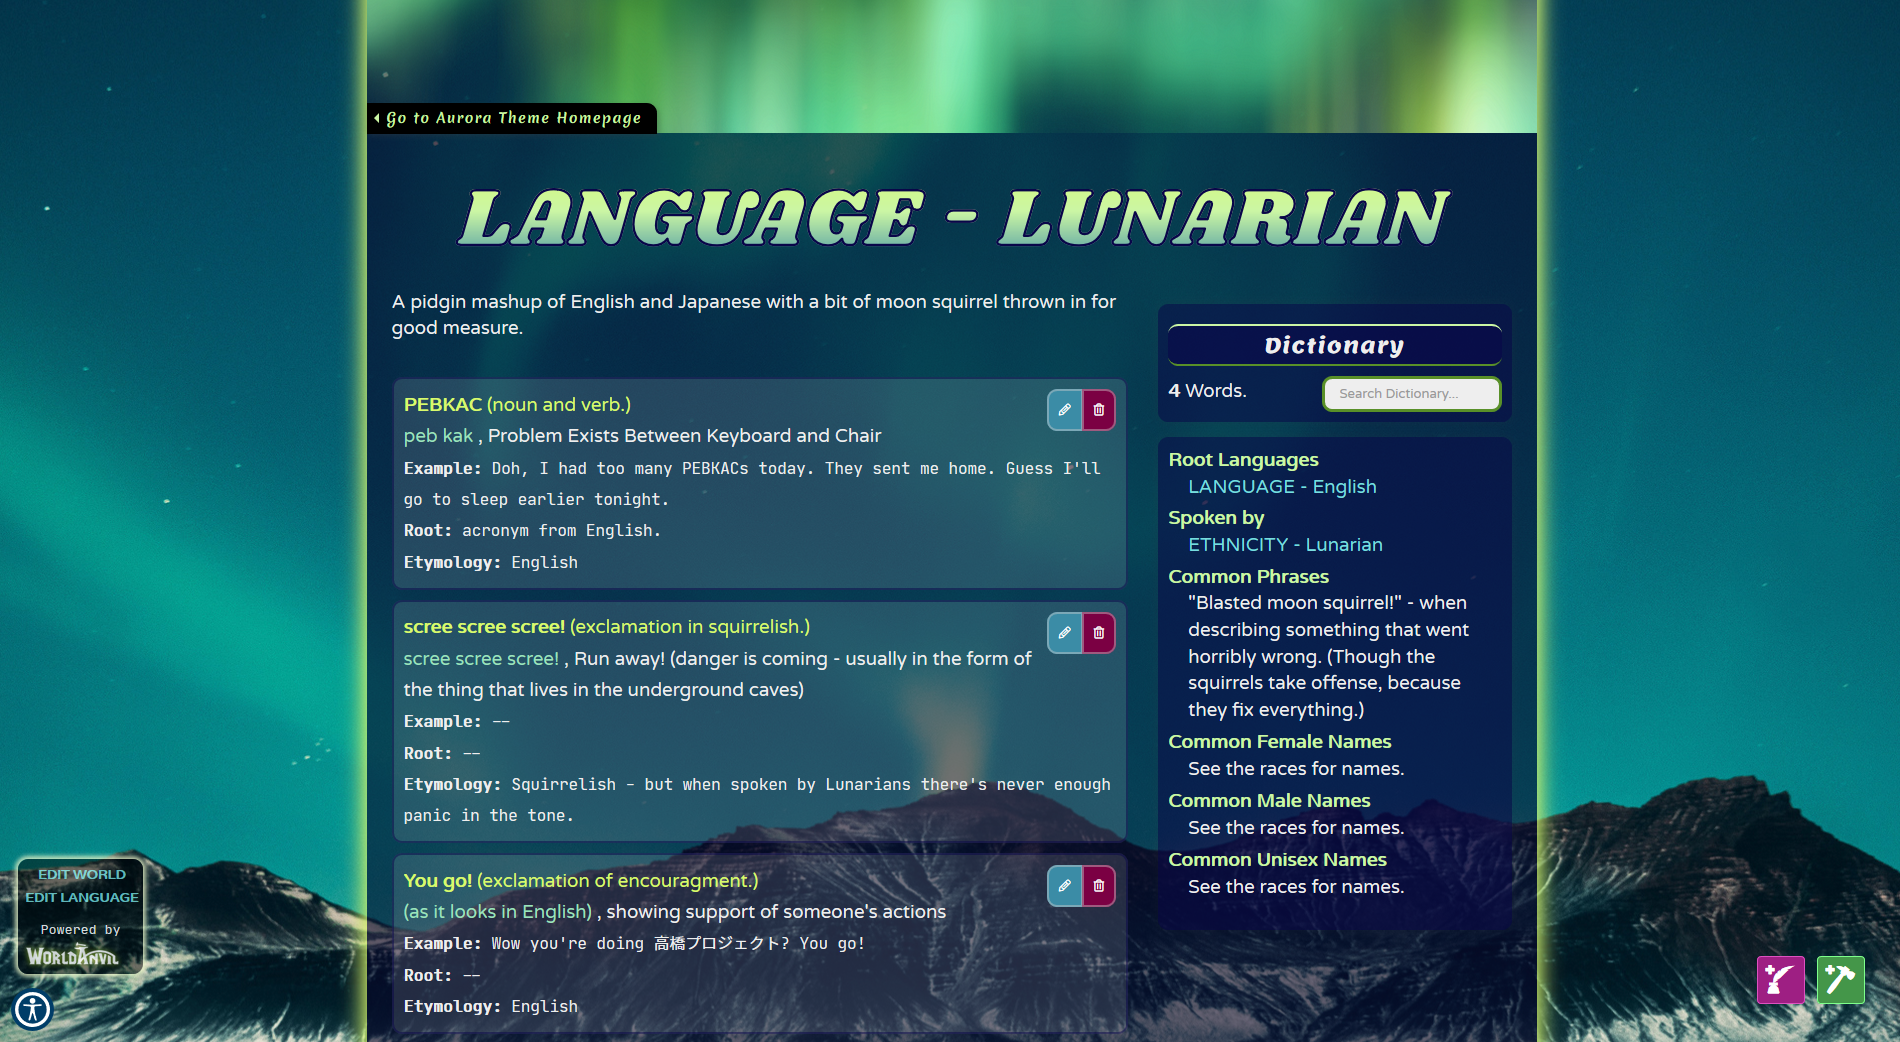 Go to Aurora Theme Homepage
LANGUAGE - LUNARIAN
A pidgin mashup of English and Japanese with a bit of moon squirrel thrown in for
good measure.
PEBKAC (noun and verb.)
peb kak , Problem Exists Between Keyboard and Chair
Example: Doh, I had too many PEBKACs today. They sent me home. Guess I'll
go to sleep earlier tonight.
Root: acronym from English.
Etymology: English
scree scree scree! (exclamation in squirrelish.)
scree scree scree! , Run away! (danger is coming - usually in the form of
the thing that lives in the underground caves)
Example: --
Root: --
Etymology: Squirrelish - but when spoken by Lunarians there's never enough
panic in the tone.
You go! (exclamation of encouragment.)
(as it looks in English) , showing support of someone's actions
Example: Wow you're doing 高橋プロジェクト? You go!
Root: --
Etymology: English
Dictionary
4 Words.
Search Dictionary...
Root Languages
LANGUAGE - English
Spoken by
ETHNICITY - Lunarian
Common Phrases
"Blasted moon squirrel!" - when
describing something that went
horribly wrong. (Though the
squirrels take offense, because
they fix everything.)
Common Female Names
See the races for names.
Common Male Names
See the races for names.
Common Unisex Names
See the races for names.
EDIT WORLD
EDIT LANGUAGE
Powered by
WORLDANVIL